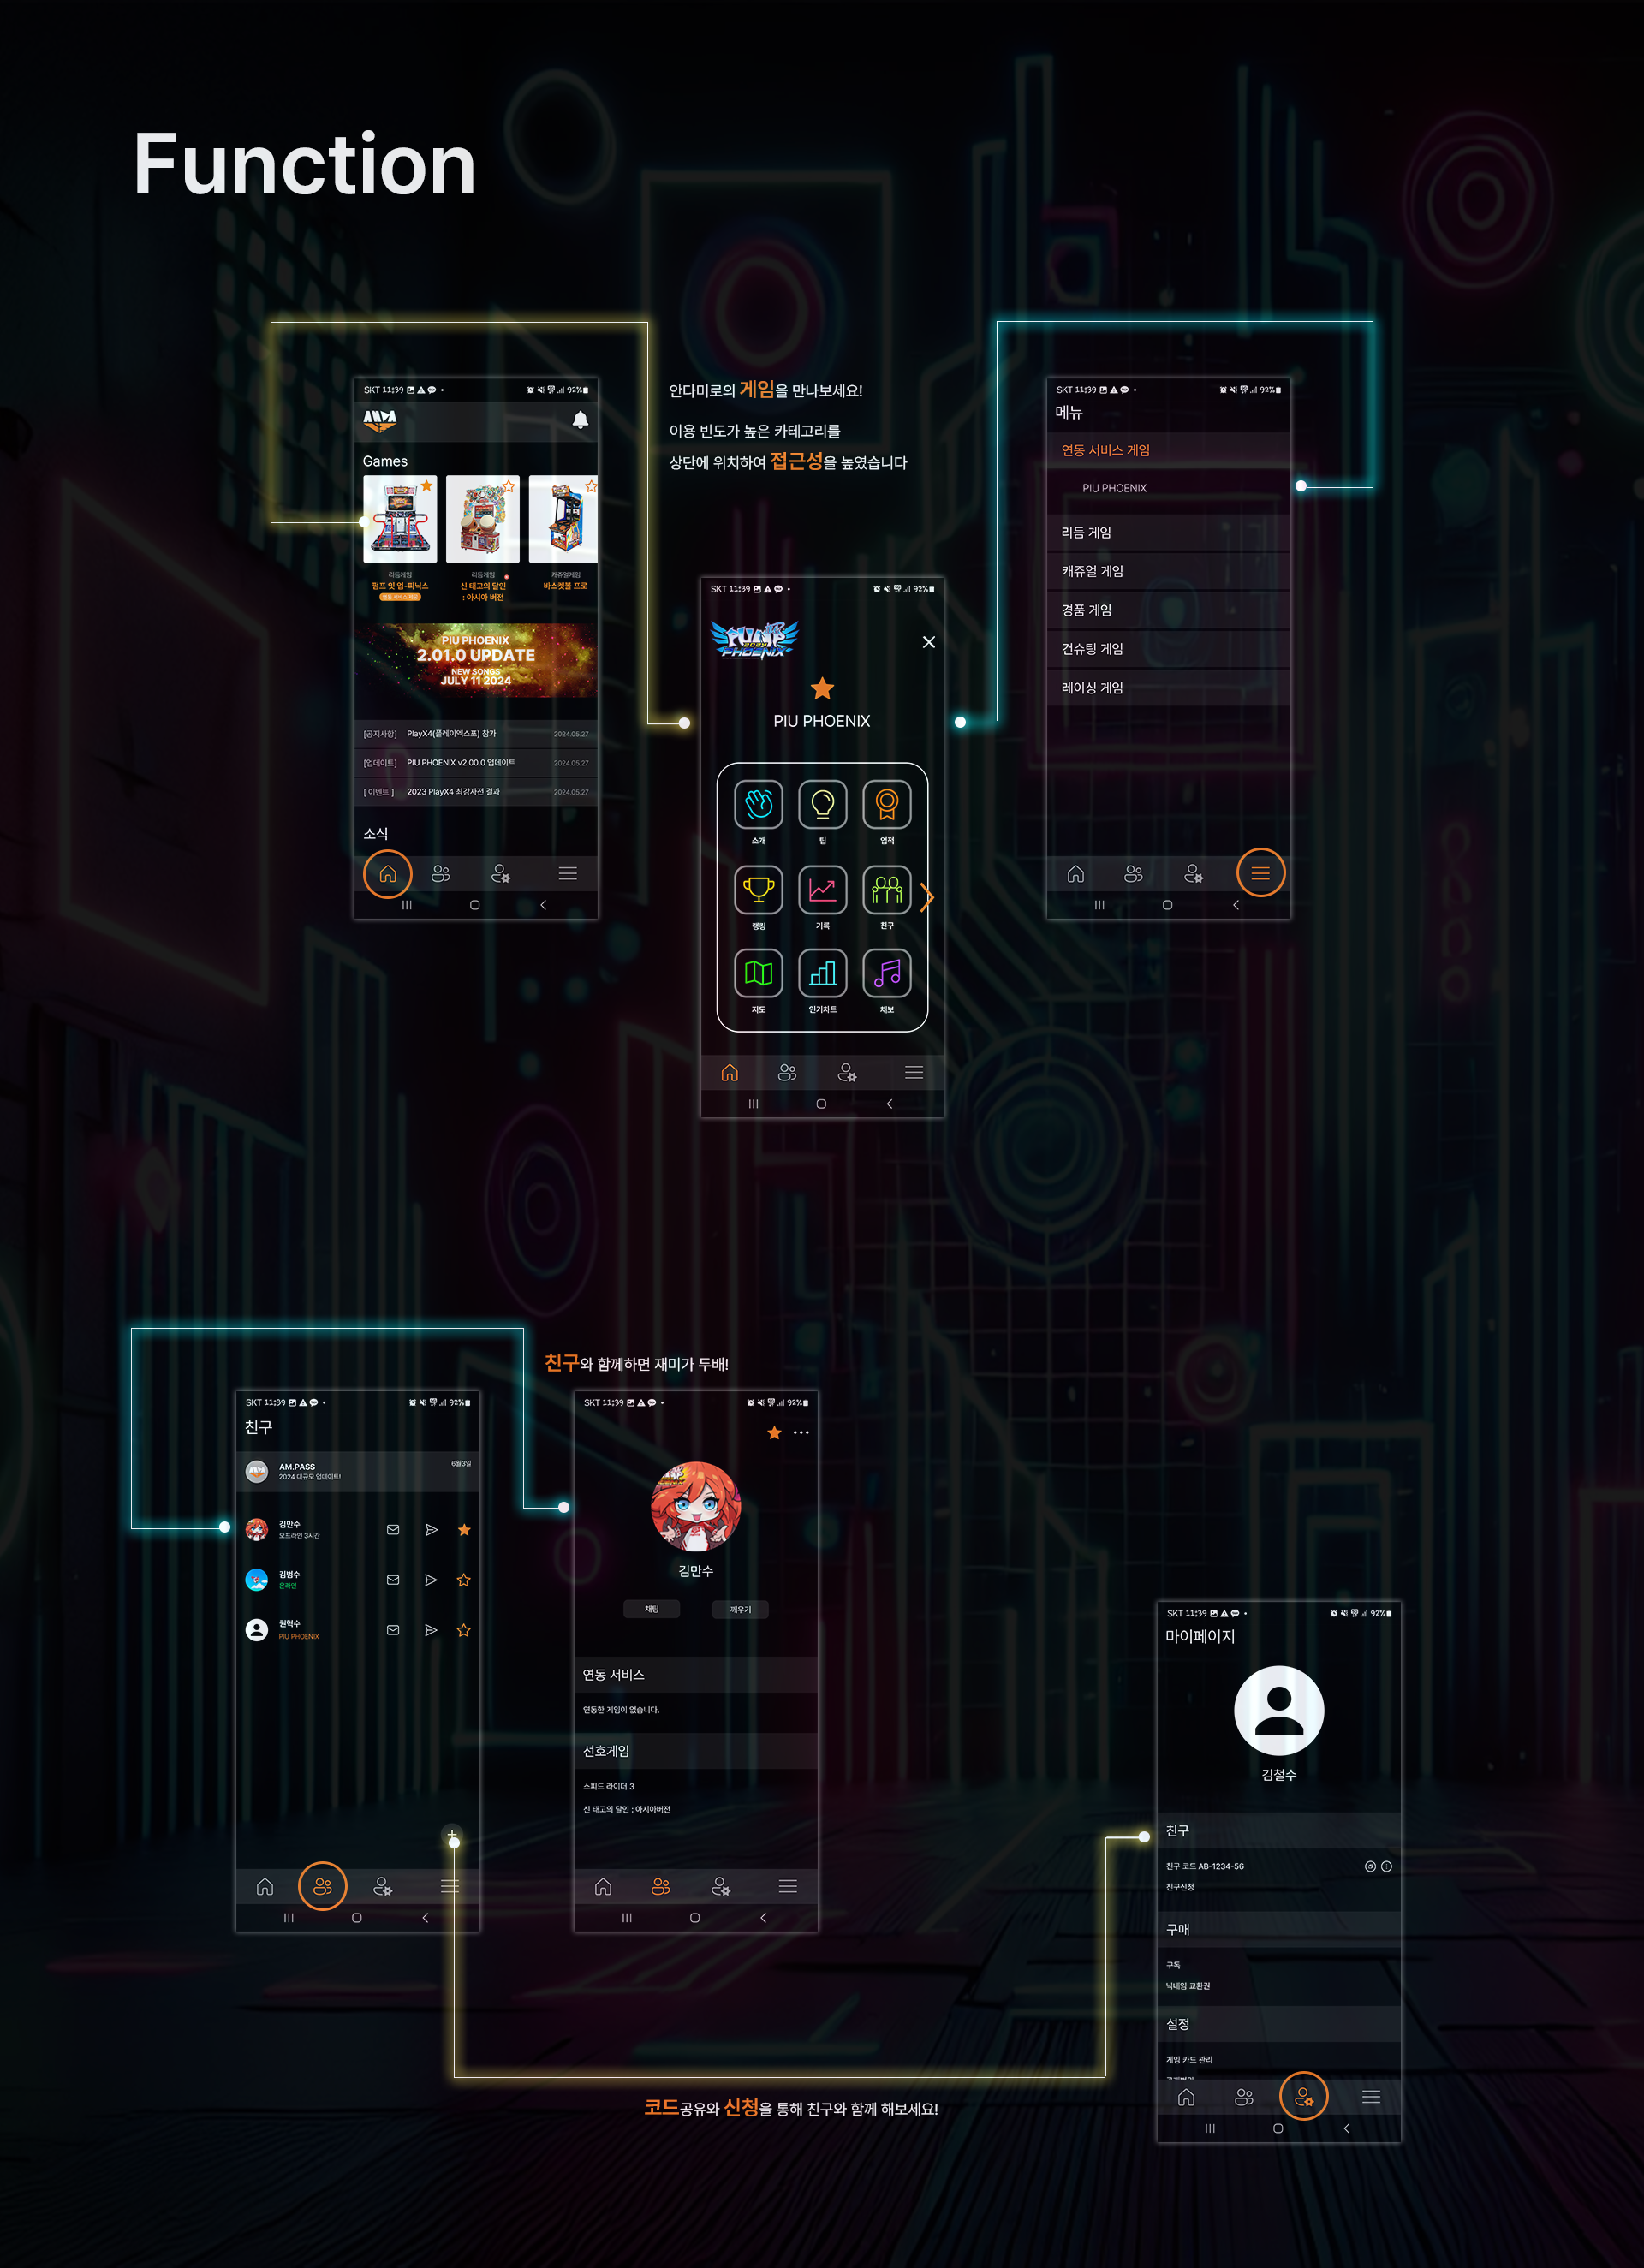 Function
안다미로의 게임을 만나보세요!
이용 빈도가 높은 카테고리를
상단에 위치하여 접근성을 높였습니다
SKT 11:39
92%
Games
리듬게임
펌프 잇 업-피닉스
연동 서비스 제공
리듬게임
신 태고의 달인
: 아시아 버전
캐쥬얼게임
바스켓볼 프로
PIU PHOENIX
2.01.0 UPDATE
NEW SONGS
JULY 11 2024
[공지사항] PlayX4(플레이엑스포) 참가 2024.05.27
[업데이트] PIU PHOENIX v2.00.0 업데이트 2024.05.27
[ 이벤트 ] 2023 PlayX4 최강자전 결과 2024.05.27
소식
SKT 11:39
92%
PUMP
PHOENIX
PIU PHOENIX
소개 팁 업적
랭킹 기록 친구
지도 인기차트 채보
SKT 11:39
92%
메뉴
연동 서비스 게임
PIU PHOENIX
리듬 게임
캐쥬얼 게임
경품 게임
건슈팅 게임
레이싱 게임
친구와 함께하면 재미가 두배!
SKT 11:39
92%
친구
AM.PASS 6월3일
2024 대규모 업데이트!
김만수
오프라인 3시간
김범수
온라인
권혁수
PIU PHOENIX
SKT 11:39
92%
김만수
채팅 깨우기
연동 서비스
연동한 게임이 없습니다.
선호게임
스피드 라이더 3
신 태고의 달인 : 아시아버전
SKT 11:39
92%
마이페이지
김철수
친구
친구 코드 AB-1234-56
친구신청
구매
구독
닉네임 교환권
설정
게임 카드 관리
코드공유와 신청을 통해 친구와 함께 해보세요!